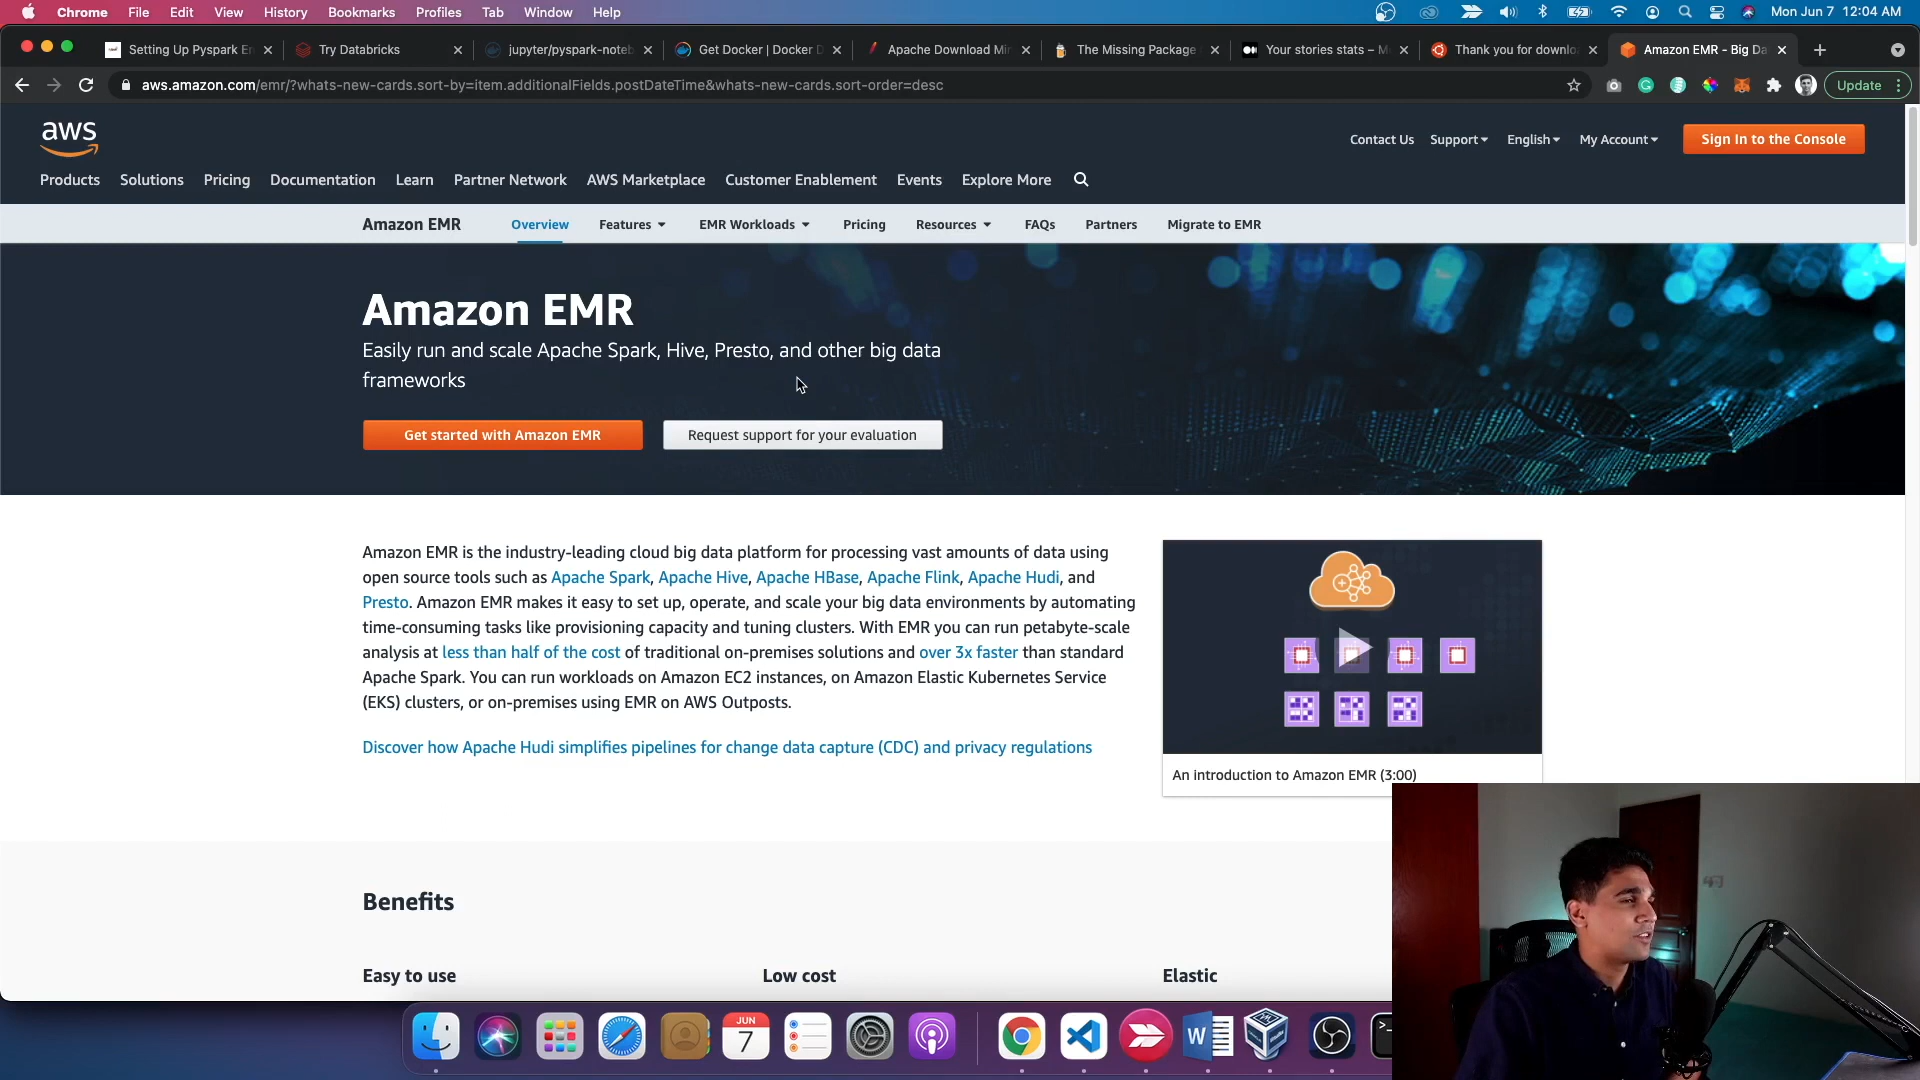 Chrome File Edit View History Bookmarks Profiles Tab Window Help Mon Jun 7 12:04 AM
Setting Up Pyspark En Try Databricks jupyter/pyspark-noteb Get Docker | Docker D Apache Download Mir The Missing Package Your stories stats – M Thank you for downlo Amazon EMR - Big Da
aws.amazon.com/emr/?whats-new-cards.sort-by=item.additionalFields.postDateTime&whats-new-cards.sort-order=desc Update
aws
Contact Us Support English My Account Sign In to the Console
Products Solutions Pricing Documentation Learn Partner Network AWS Marketplace Customer Enablement Events Explore More
Amazon EMR Overview Features EMR Workloads Pricing Resources FAQs Partners Migrate to EMR
Amazon EMR
Easily run and scale Apache Spark, Hive, Presto, and other big data
frameworks
Get started with Amazon EMR Request support for your evaluation
Amazon EMR is the industry-leading cloud big data platform for processing vast amounts of data using
open source tools such as Apache Spark, Apache Hive, Apache HBase, Apache Flink, Apache Hudi, and
Presto. Amazon EMR makes it easy to set up, operate, and scale your big data environments by automating
time-consuming tasks like provisioning capacity and tuning clusters. With EMR you can run petabyte-scale
analysis at less than half of the cost of traditional on-premises solutions and over 3x faster than standard
Apache Spark. You can run workloads on Amazon EC2 instances, on Amazon Elastic Kubernetes Service
(EKS) clusters, or on-premises using EMR on AWS Outposts.
Discover how Apache Hudi simplifies pipelines for change data capture (CDC) and privacy regulations
An introduction to Amazon EMR (3:00)
Benefits
Easy to use Low cost Elastic
JUN
7
W